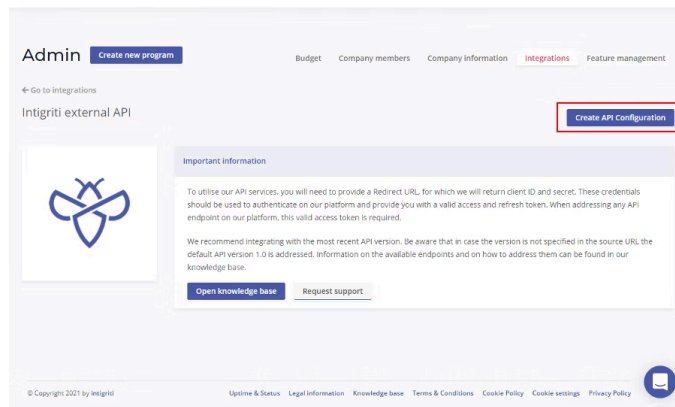 Admin
Create new program
Budget
Company members
Company information
Integrations
Feature management
← Go to integrations
Intigriti external API
Create API Configuration
Important information
To utilise our API services, you will need to provide a Redirect URL, for which we will return client ID and secret. These credentials
should be used to authenticate on our platform and provide you with a valid access and refresh token. When addressing any API
endpoint on our platform, this valid access token is required.
We recommend integrating with the most recent API version. Be aware that in case the version is not specified in the source URL the
default API version 1.0 is addressed. Information on the available endpoints and on how to address them can be found in our
knowledge base.
Open knowledge base
Request support
© Copyright 2021 by intigriti
Uptime & Status
Legal information
Knowledge base
Terms & Conditions
Cookie Policy
Cookie settings
Privacy Policy